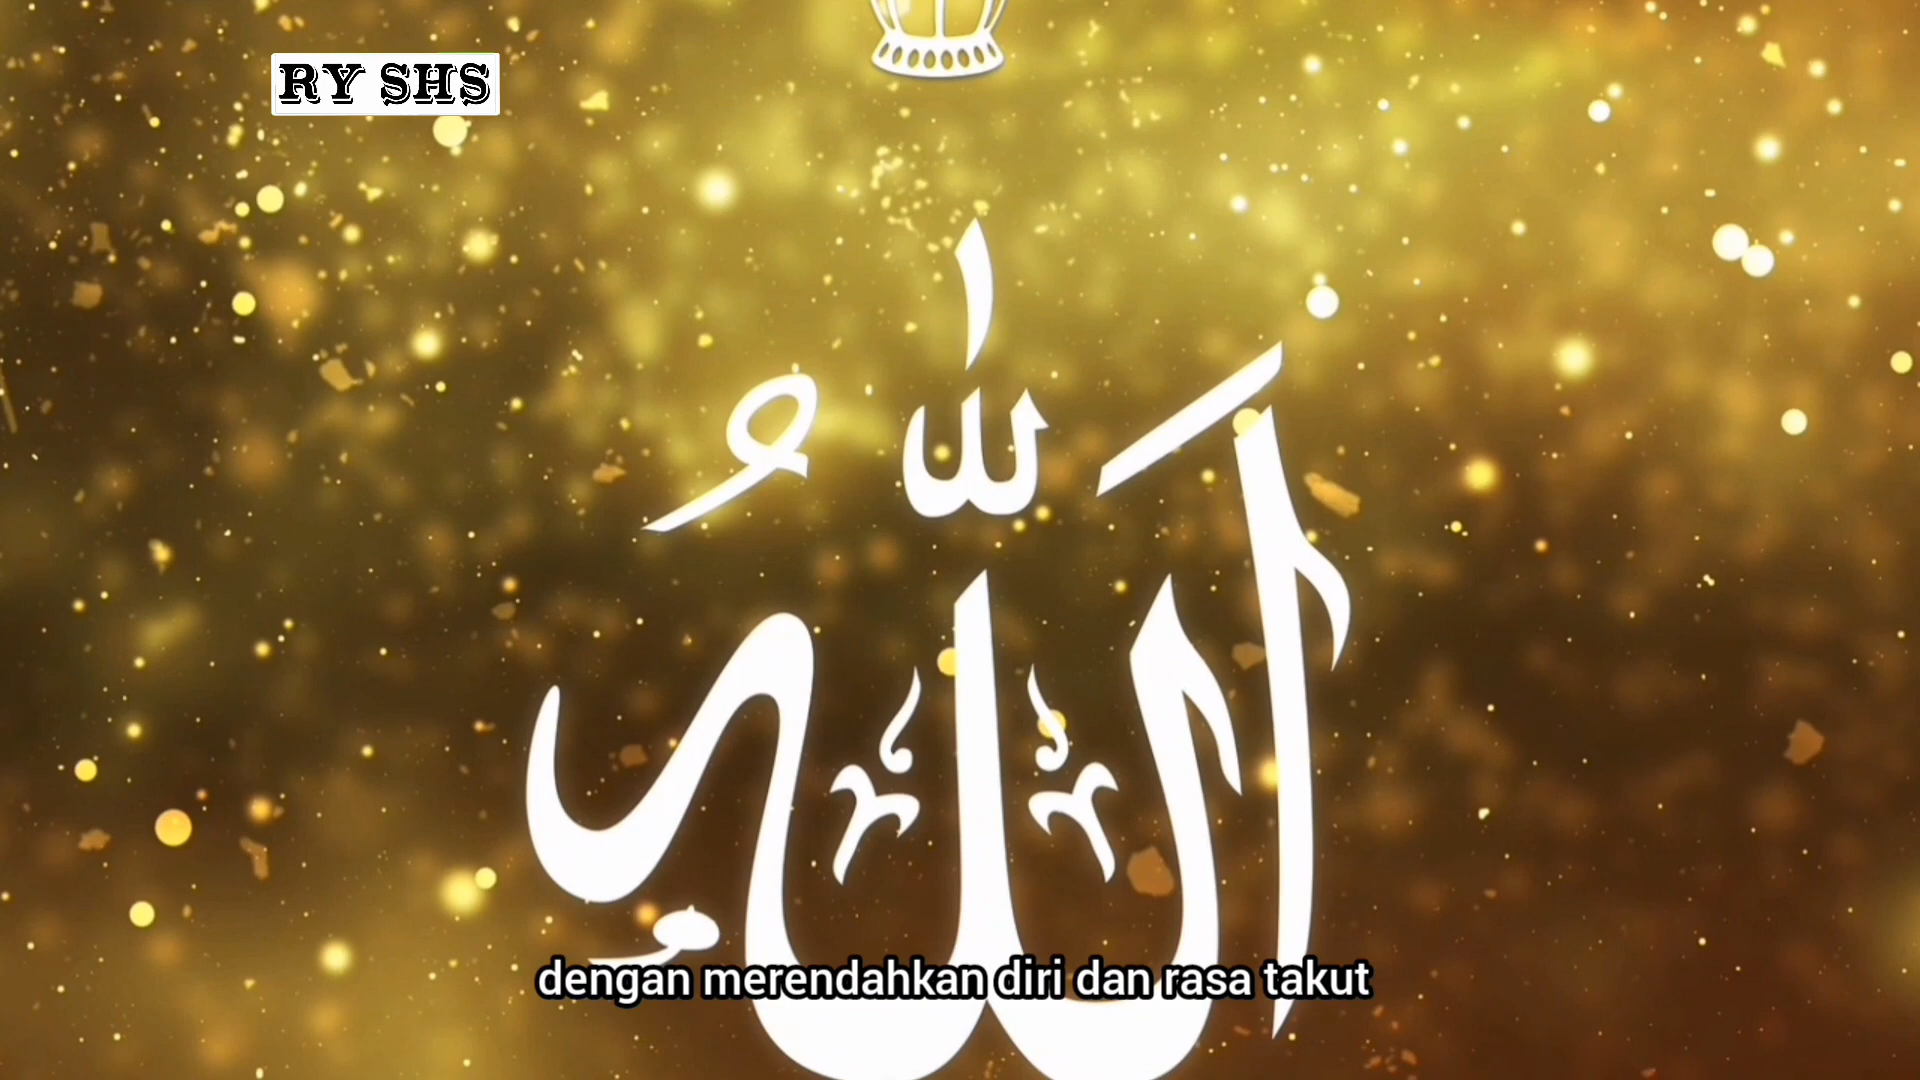 RY SHS
الله
dengan merendahkan diri dan rasa takut